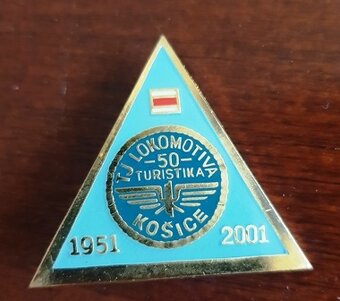 TJ LOKOMOTIVA
50
TURISTIKA
KOŠICE
1951 2001